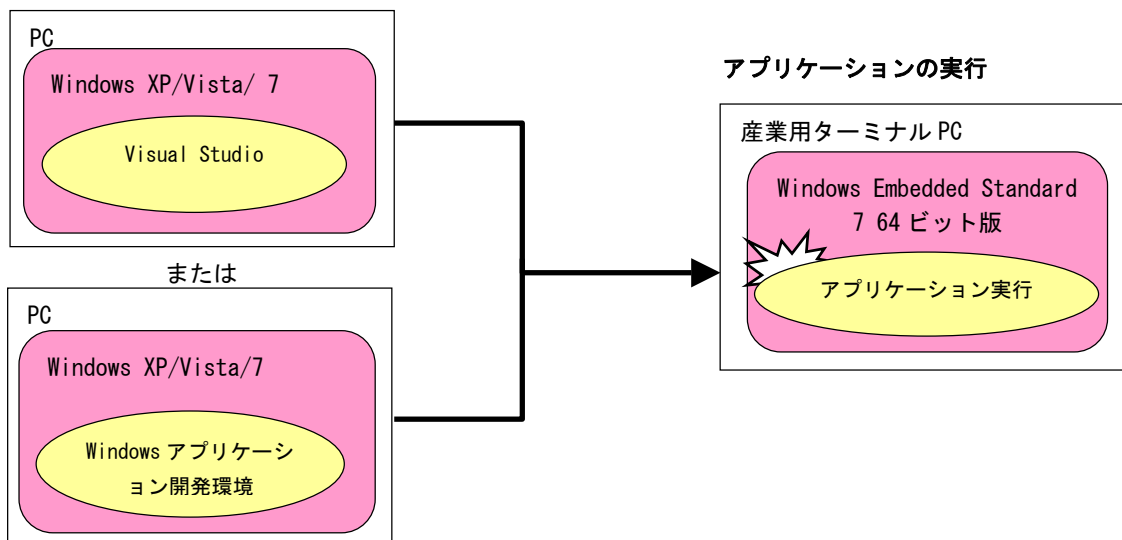 PC
Windows XP/Vista/ 7
Visual Studio
または
PC
Windows XP/Vista/7
Windows アプリケーシ
ョン開発環境
アプリケーションの実行
産業用ターミナル PC
Windows Embedded Standard
7 64 ビット版
アプリケーション実行